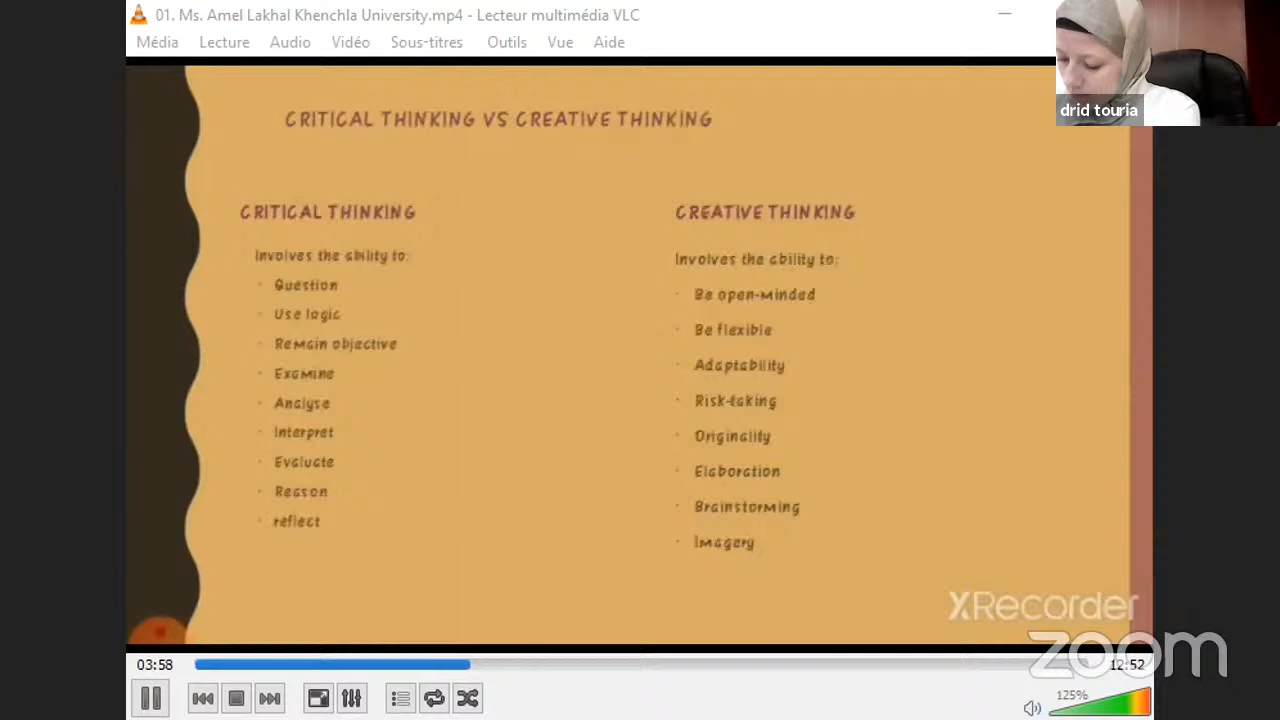 01. Ms. Amel Lakhal Khenchla University.mp4 - Lecteur multimédia VLC
Média Lecture Audio Vidéo Sous-titres Outils Vue Aide
drid touria
CRITICAL THINKING VS CREATIVE THINKING
CRITICAL THINKING
Involves the ability to:
· Question
· Use logic
· Remain objective
· Examine
· Analyse
· Interpret
· Evaluate
· Reason
· reflect
CREATIVE THINKING
Involves the ability to:
· Be open-minded
· Be flexible
· Adaptability
· Risk-taking
· Originality
· Elaboration
· Brainstorming
· Imagery
XRecorder
zoom
03:58
12:52
125%